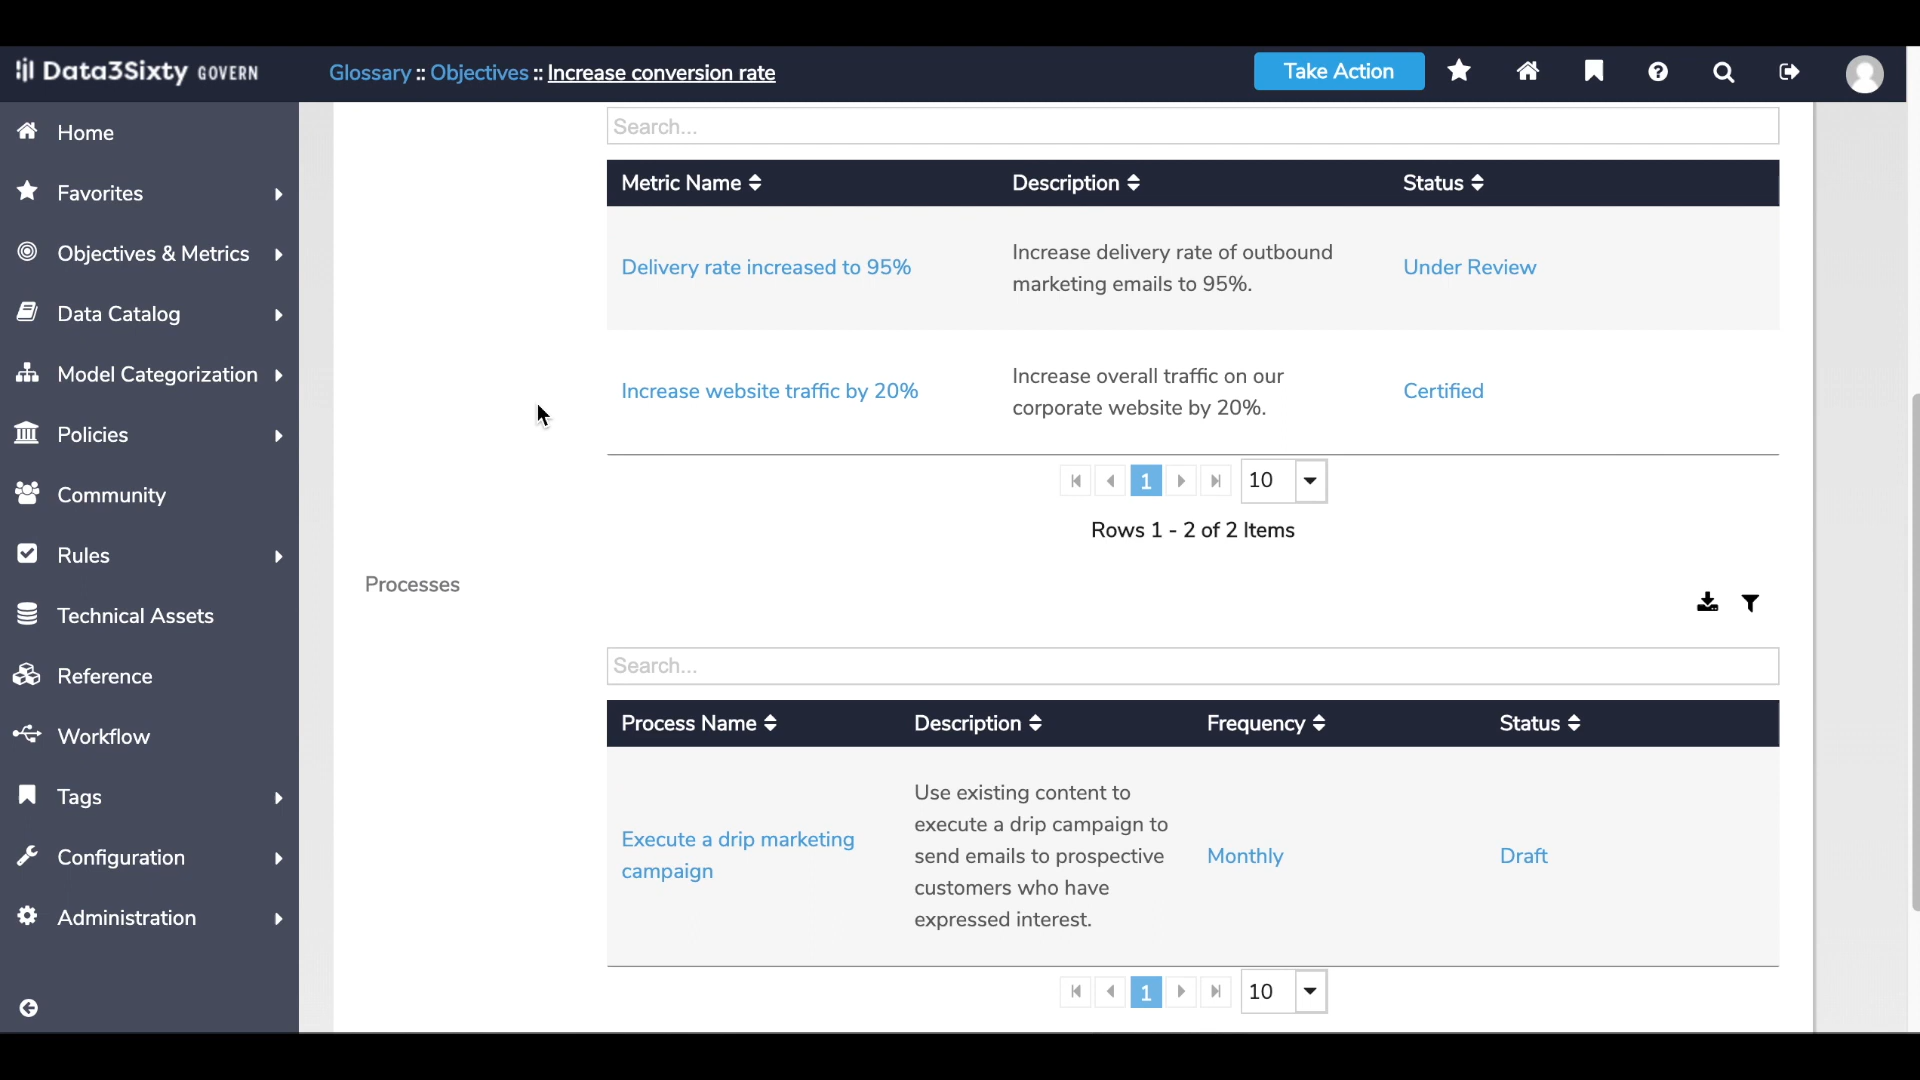 Data3Sixty GOVERN
Glossary :: Objectives :: Increase conversion rate
Take Action
Home
Favorites
Objectives & Metrics
Data Catalog
Model Categorization
Policies
Community
Rules
Technical Assets
Reference
Workflow
Tags
Configuration
Administration
Search...
Metric Name Description Status
Delivery rate increased to 95%
Increase delivery rate of outbound
marketing emails to 95%.
Under Review
Increase website traffic by 20%
Increase overall traffic on our
corporate website by 20%.
Certified
1 10
Rows 1 - 2 of 2 Items
Processes
Search...
Process Name Description Frequency Status
Execute a drip marketing
campaign
Use existing content to
execute a drip campaign to
send emails to prospective
customers who have
expressed interest.
Monthly
Draft
1 10